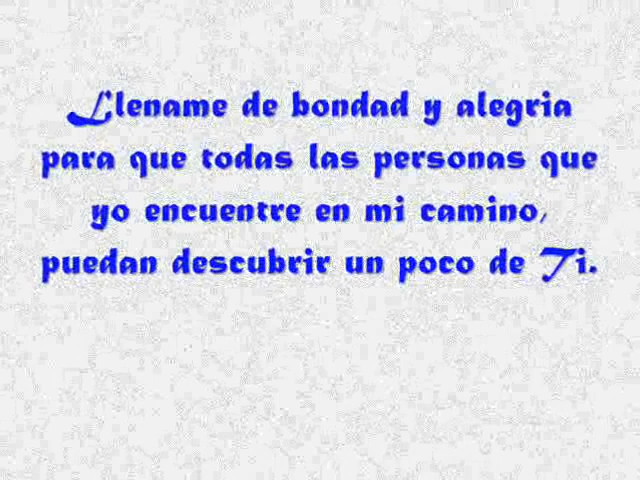 Llename de bondad y alegria
para que todas las personas que
yo encuentre en mi camino,
puedan descubrir un poco de Ti.